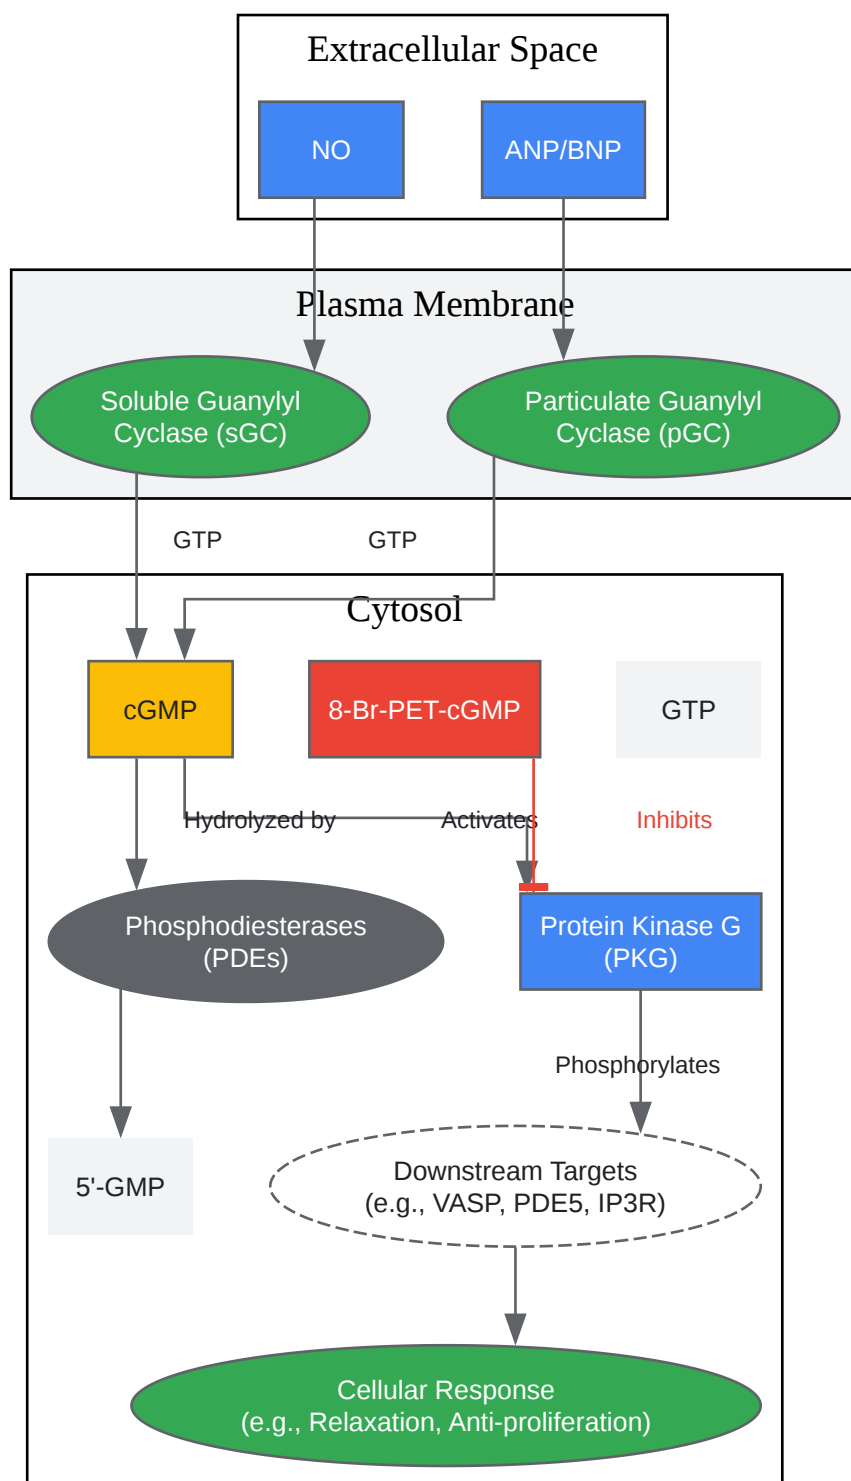 Extracellular Space
NO
ANP/BNP
Plasma Membrane
Soluble Guanylyl
Cyclase (sGC)
Particulate Guanylyl
Cyclase (pGC)
GTP
GTP
Cytosol
cGMP
8-Br-PET-cGMP
GTP
Hydrolyzed by
Activates
Inhibits
Phosphodiesterases
(PDEs)
Protein Kinase G
(PKG)
Phosphorylates
5'-GMP
Downstream Targets
(e.g., VASP, PDE5, IP3R)
Cellular Response
(e.g., Relaxation, Anti-proliferation)